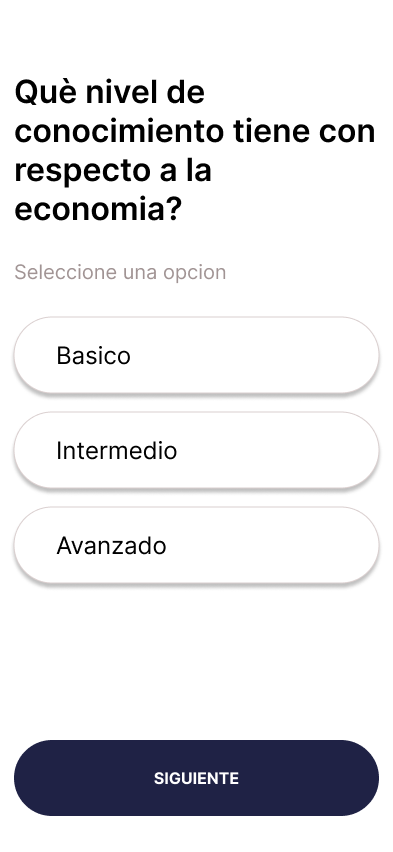 Què nivel de
conocimiento tiene con
respecto a la
economia?
Seleccione una opcion
Basico
Intermedio
Avanzado
SIGUIENTE